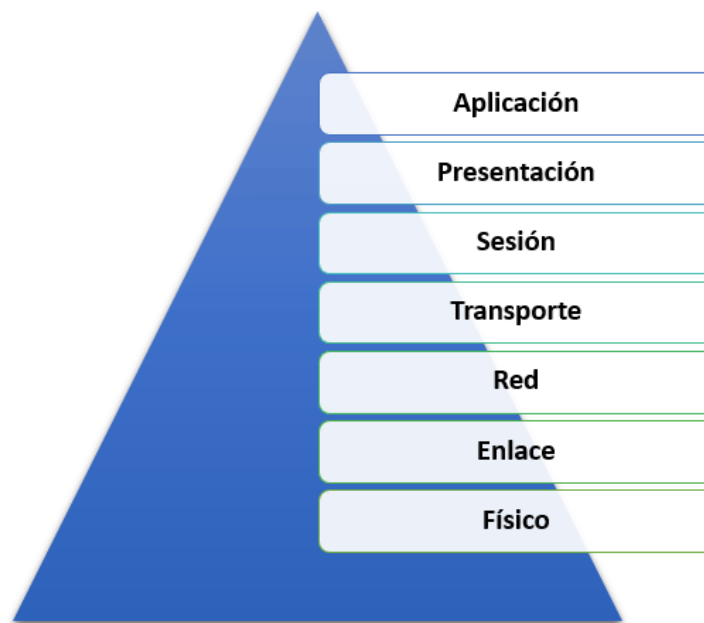 Aplicación
Presentación
Sesión
Transporte
Red
Enlace
Físico